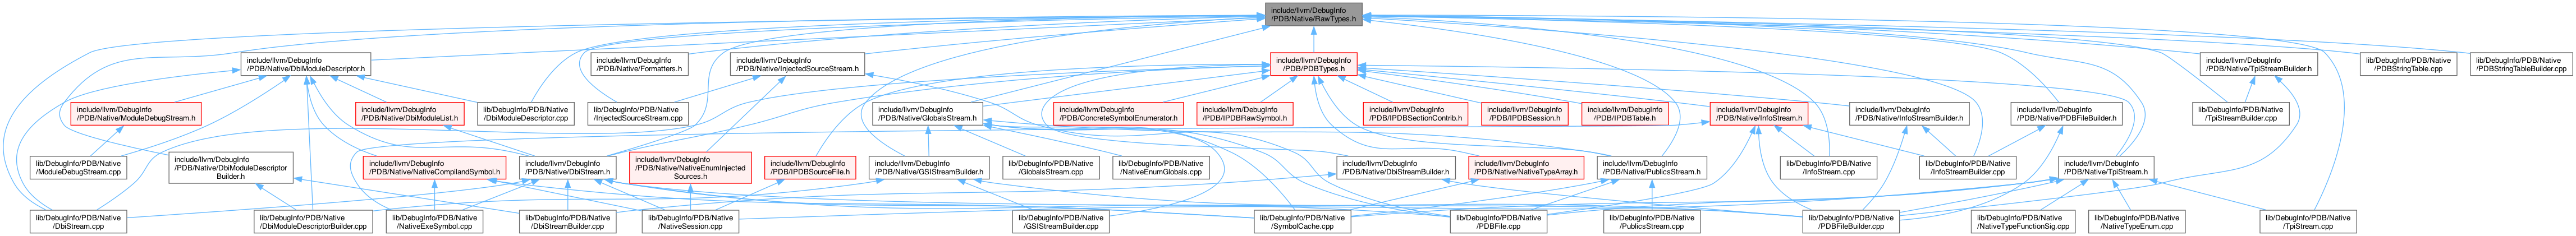 include/llvm/DebugInfo
/PDB/Native/RawTypes.h
include/llvm/DebugInfo
/PDB/Native/DbiModuleDescriptor.h
include/llvm/DebugInfo
/PDB/Native/Formatters.h
include/llvm/DebugInfo
/PDB/Native/InjectedSourceStream.h
include/llvm/DebugInfo
/PDB/PDBTypes.h
include/llvm/DebugInfo
/PDB/Native/TpiStreamBuilder.h
lib/DebugInfo/PDB/Native
/PDBStringTable.cpp
lib/DebugInfo/PDB/Native
/PDBStringTableBuilder.cpp
include/llvm/DebugInfo
/PDB/Native/ModuleDebugStream.h
include/llvm/DebugInfo
/PDB/Native/DbiModuleList.h
lib/DebugInfo/PDB/Native
/DbiModuleDescriptor.cpp
lib/DebugInfo/PDB/Native
/InjectedSourceStream.cpp
include/llvm/DebugInfo
/PDB/Native/GlobalsStream.h
include/llvm/DebugInfo
/PDB/ConcreteSymbolEnumerator.h
include/llvm/DebugInfo
/PDB/IPDBRawSymbol.h
include/llvm/DebugInfo
/PDB/IPDBSectionContrib.h
include/llvm/DebugInfo
/PDB/IPDBSession.h
include/llvm/DebugInfo
/PDB/IPDBTable.h
include/llvm/DebugInfo
/PDB/Native/InfoStream.h
include/llvm/DebugInfo
/PDB/Native/InfoStreamBuilder.h
include/llvm/DebugInfo
/PDB/Native/PDBFileBuilder.h
lib/DebugInfo/PDB/Native
/TpiStreamBuilder.cpp
lib/DebugInfo/PDB/Native
/ModuleDebugStream.cpp
include/llvm/DebugInfo
/PDB/Native/DbiModuleDescriptor
Builder.h
include/llvm/DebugInfo
/PDB/Native/NativeCompilandSymbol.h
include/llvm/DebugInfo
/PDB/Native/DbiStream.h
include/llvm/DebugInfo
/PDB/Native/NativeEnumInjected
Sources.h
include/llvm/DebugInfo
/PDB/IPDBSourceFile.h
include/llvm/DebugInfo
/PDB/Native/GSIStreamBuilder.h
lib/DebugInfo/PDB/Native
/GlobalsStream.cpp
lib/DebugInfo/PDB/Native
/NativeEnumGlobals.cpp
include/llvm/DebugInfo
/PDB/Native/DbiStreamBuilder.h
include/llvm/DebugInfo
/PDB/Native/NativeTypeArray.h
include/llvm/DebugInfo
/PDB/Native/PublicsStream.h
lib/DebugInfo/PDB/Native
/InfoStream.cpp
lib/DebugInfo/PDB/Native
/InfoStreamBuilder.cpp
include/llvm/DebugInfo
/PDB/Native/TpiStream.h
lib/DebugInfo/PDB/Native
/DbiStream.cpp
lib/DebugInfo/PDB/Native
/DbiModuleDescriptorBuilder.cpp
lib/DebugInfo/PDB/Native
/NativeExeSymbol.cpp
lib/DebugInfo/PDB/Native
/DbiStreamBuilder.cpp
lib/DebugInfo/PDB/Native
/NativeSession.cpp
lib/DebugInfo/PDB/Native
/GSIStreamBuilder.cpp
lib/DebugInfo/PDB/Native
/SymbolCache.cpp
lib/DebugInfo/PDB/Native
/PDBFile.cpp
lib/DebugInfo/PDB/Native
/PublicsStream.cpp
lib/DebugInfo/PDB/Native
/PDBFileBuilder.cpp
lib/DebugInfo/PDB/Native
/NativeTypeFunctionSig.cpp
lib/DebugInfo/PDB/Native
/NativeTypeEnum.cpp
lib/DebugInfo/PDB/Native
/TpiStream.cpp